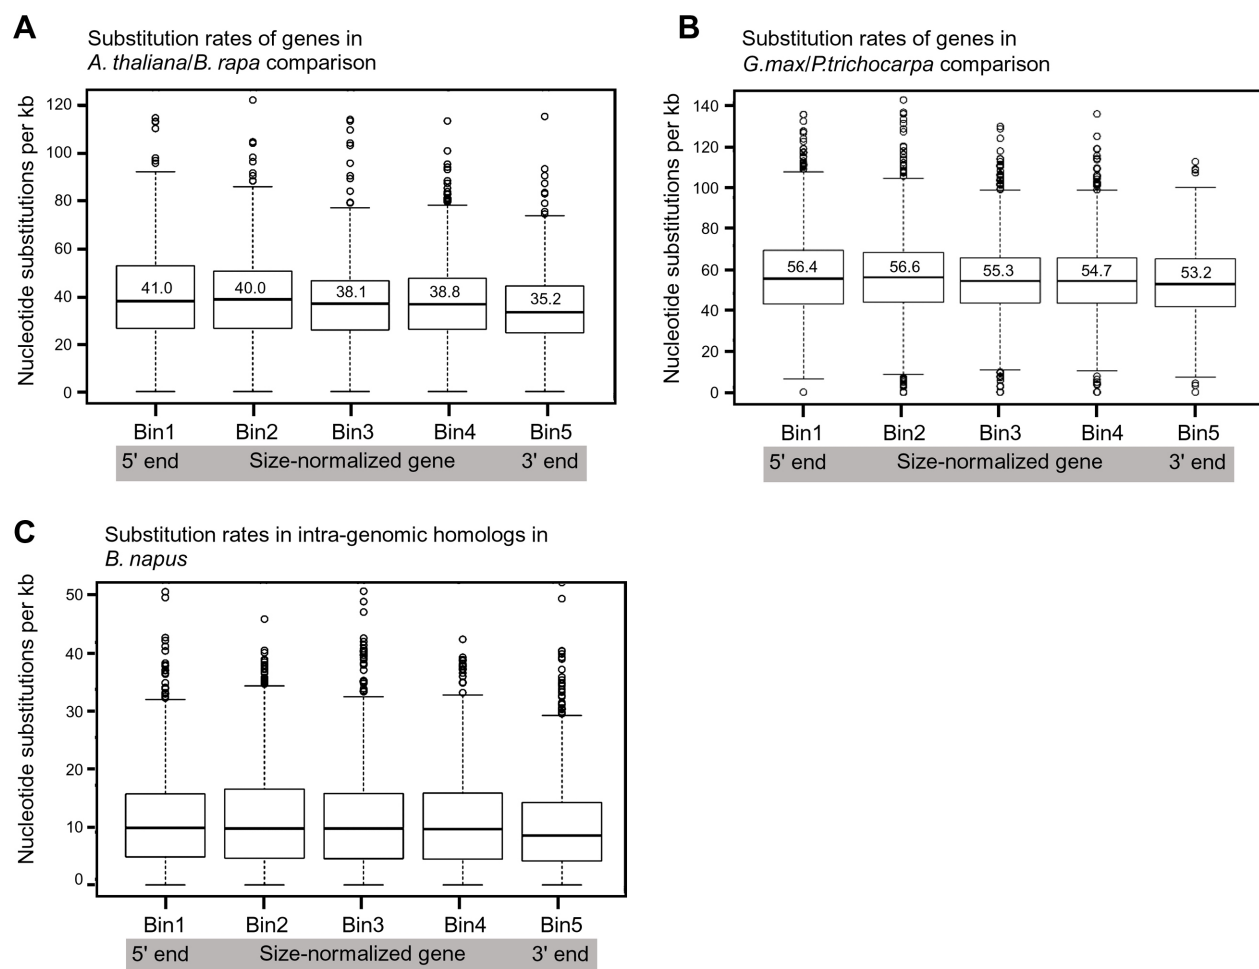 A
Substitution rates of genes in
A. thaliana/B. rapa comparison
Nucleotide substitutions per kb
120
100
80
60
40
20
0
41.0
40.0
38.1
38.8
35.2
Bin1 Bin2 Bin3 Bin4 Bin5
5' end Size-normalized gene 3' end
B
Substitution rates of genes in
G.max/P.trichocarpa comparison
Nucleotide substitutions per kb
140
120
100
80
60
40
20
0
56.4
56.6
55.3
54.7
53.2
Bin1 Bin2 Bin3 Bin4 Bin5
5' end Size-normalized gene 3' end
C
Substitution rates in intra-genomic homologs in
B. napus
Nucleotide substitutions per kb
50
40
30
20
10
0
Bin1 Bin2 Bin3 Bin4 Bin5
5' end Size-normalized gene 3' end